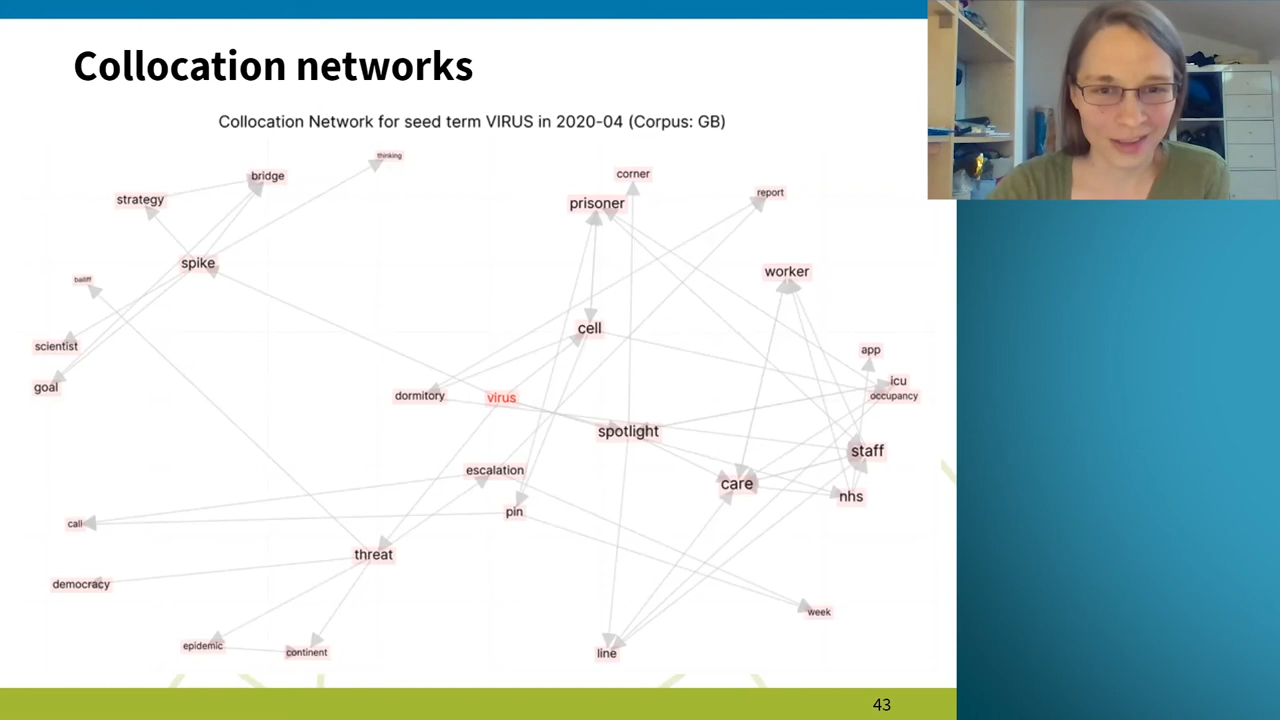 Collocation networks
Collocation Network for seed term VIRUS in 2020-04 (Corpus: GB)
thinking
bridge
corner
strategy
report
prisoner
spike
worker
bailiff
cell
scientist
app
icu
goal
dormitory
virus
occupancy
spotlight
staff
escalation
care
nhs
pin
call
threat
democracy
week
epidemic
continent
line
43